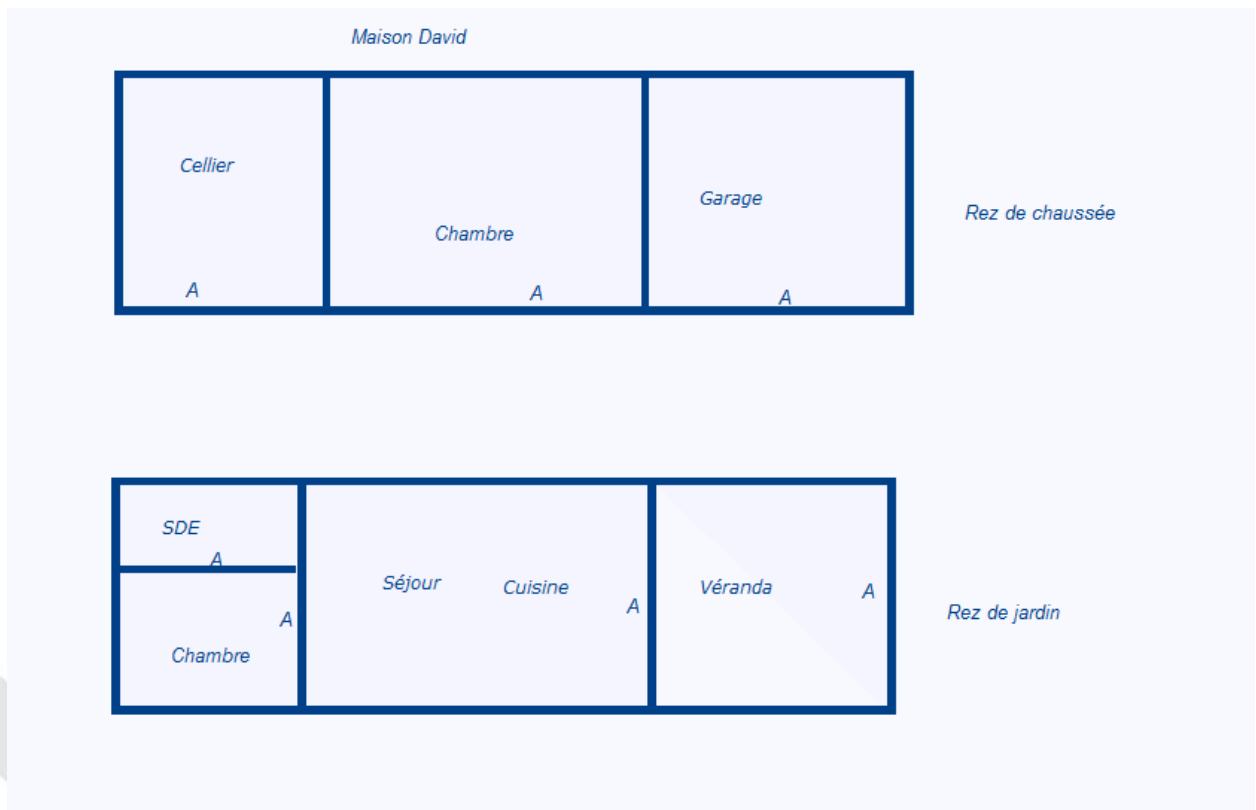 Maison David
Cellier
Garage
Rez de chaussée
Chambre
A
A
A
SDE
A
Séjour
Cuisine
Véranda
A
A
A
Rez de jardin
Chambre